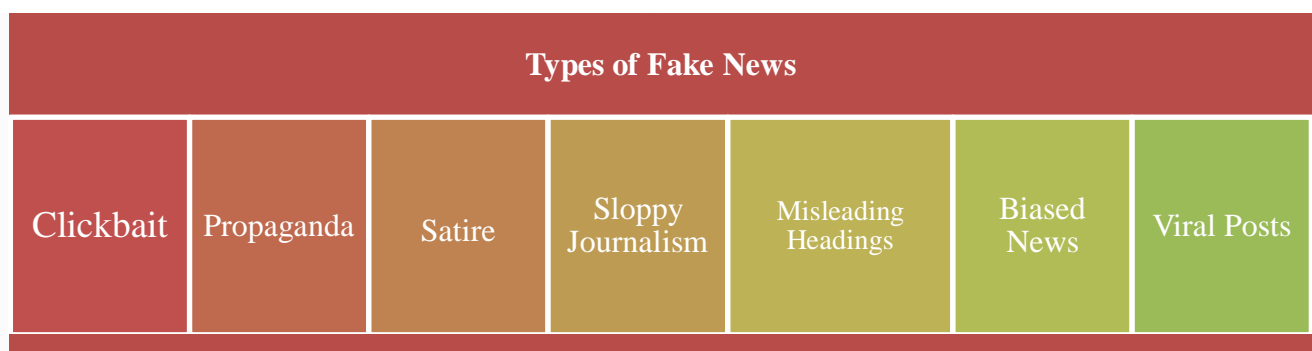 Types of Fake News
Clickbait
Propaganda
Satire
Sloppy
Journalism
Misleading
Headings
Biased
News
Viral Posts